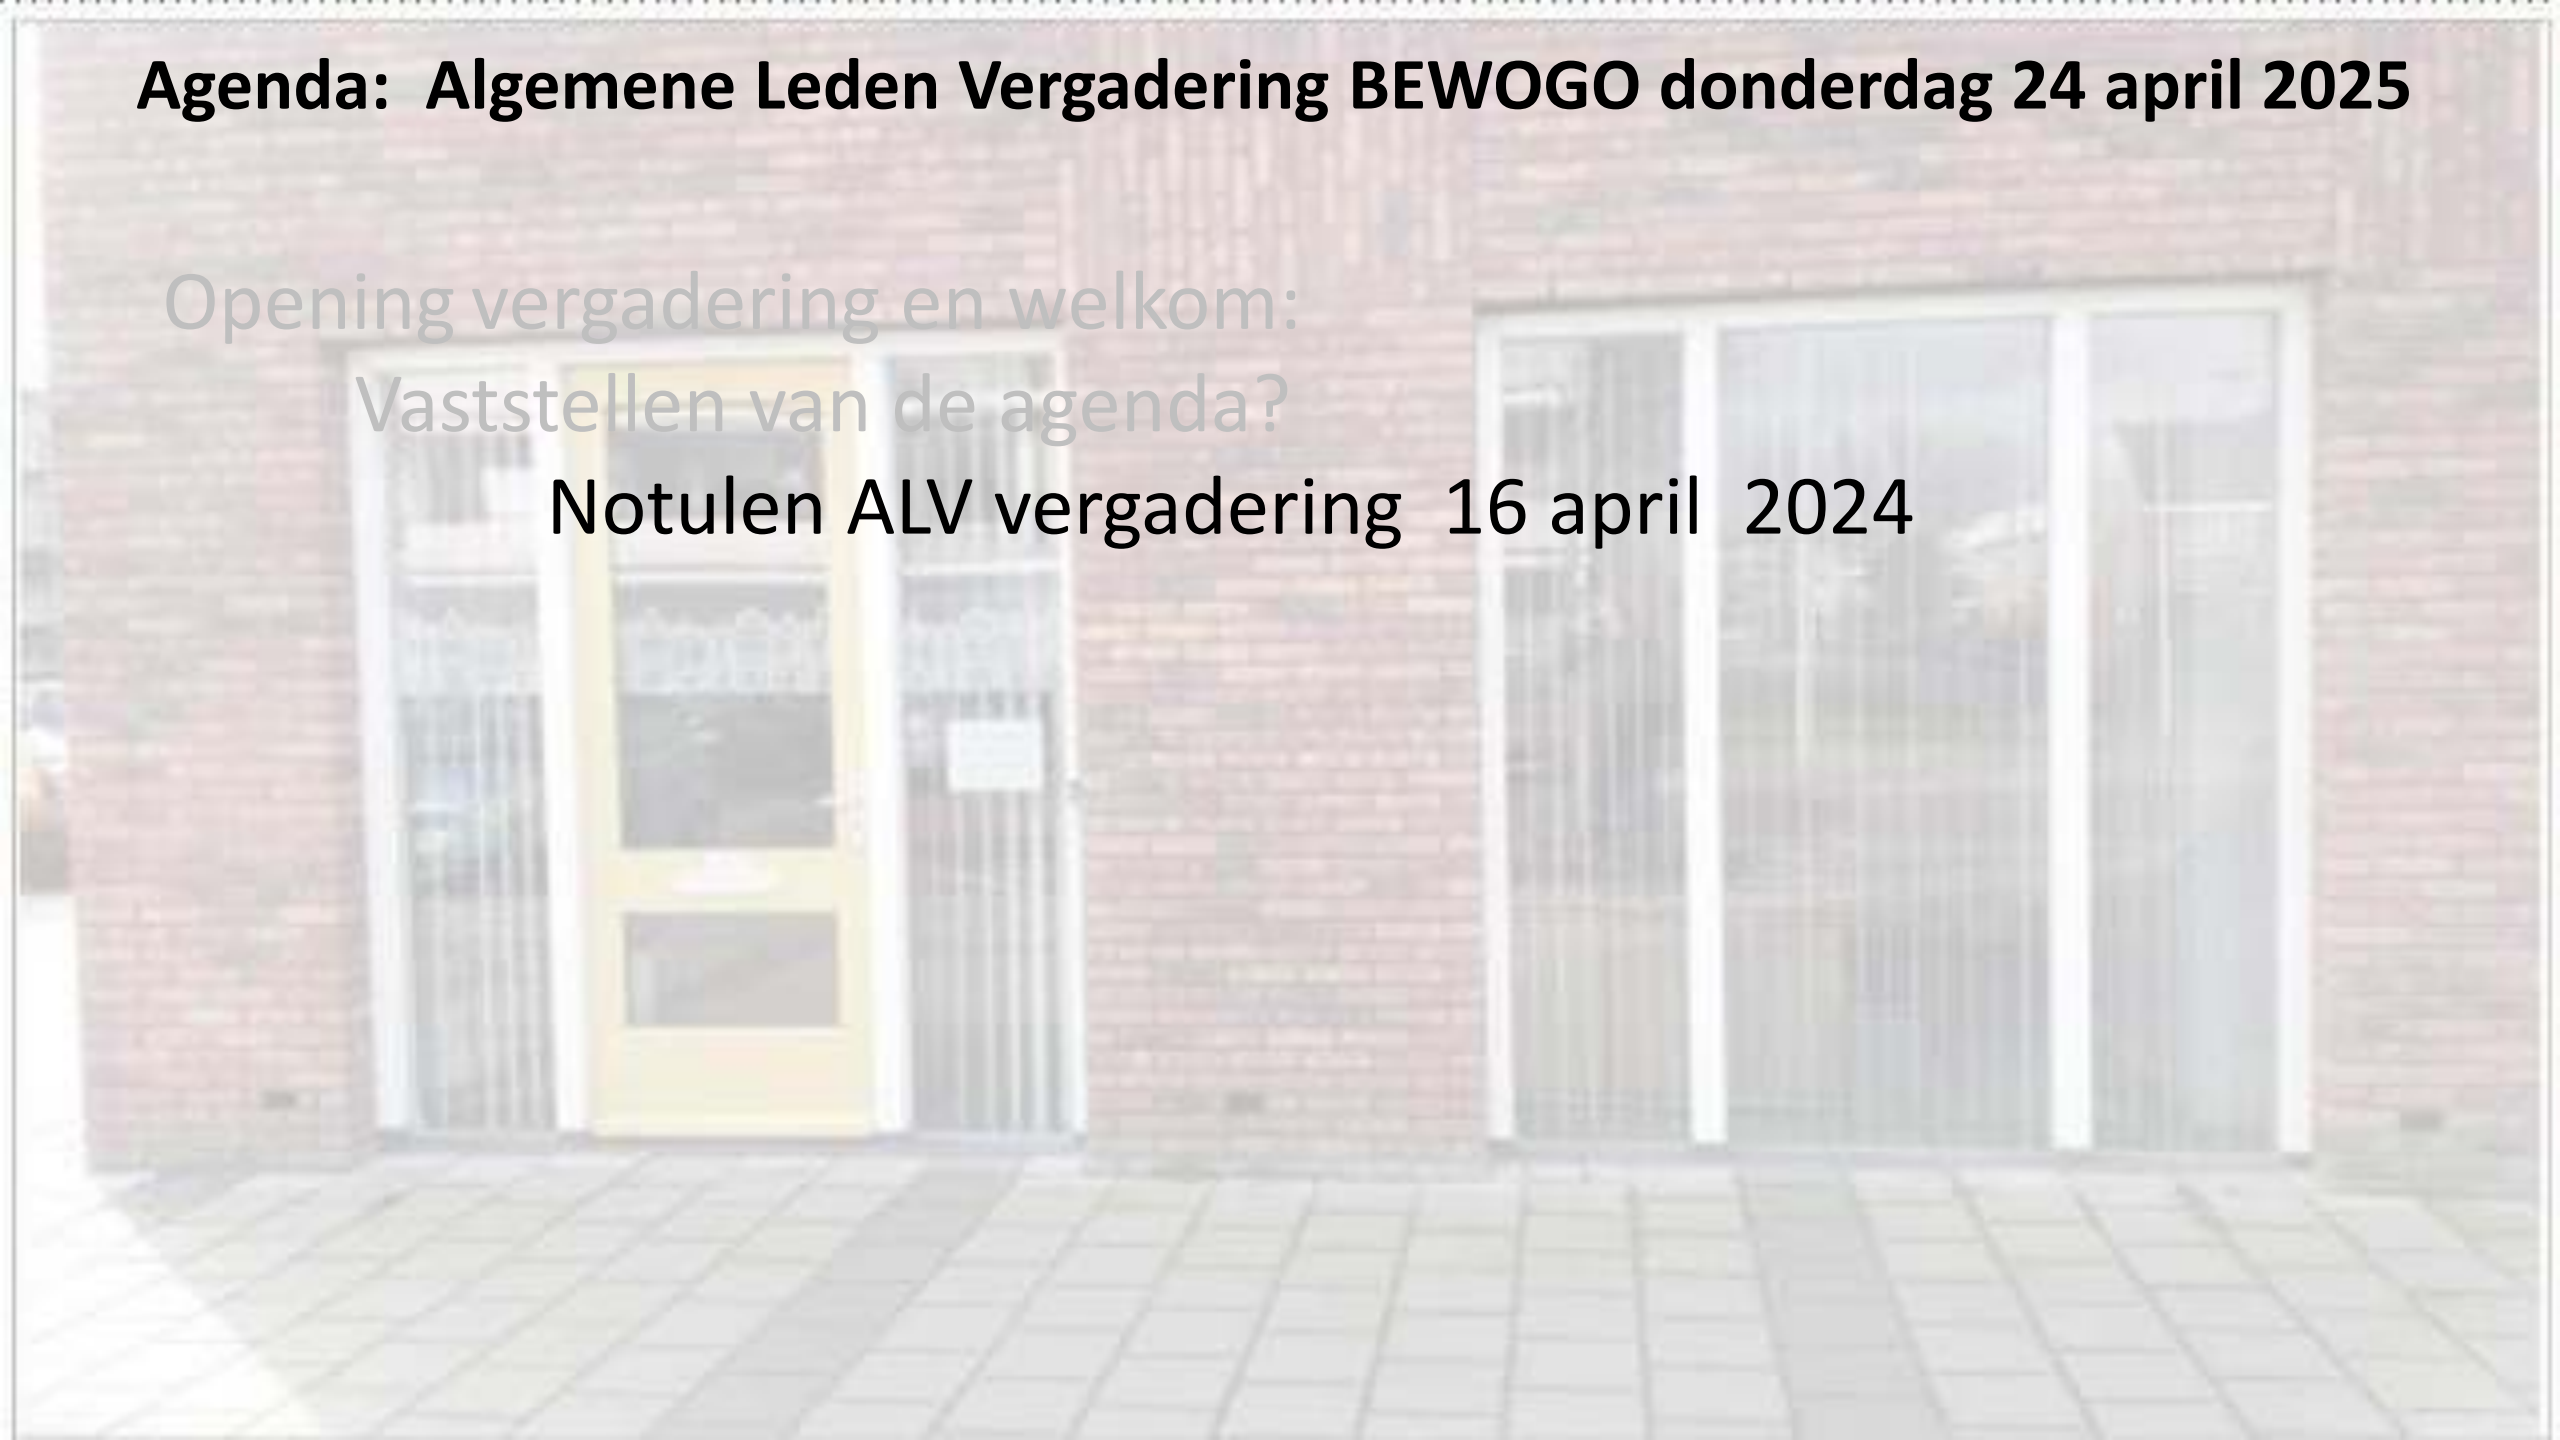 Agenda:  Algemene Leden Vergadering BEWOGO donderdag 24 april 2025
Opening vergadering en welkom:
Vaststellen van de agenda?
Notulen ALV vergadering  16 april  2024